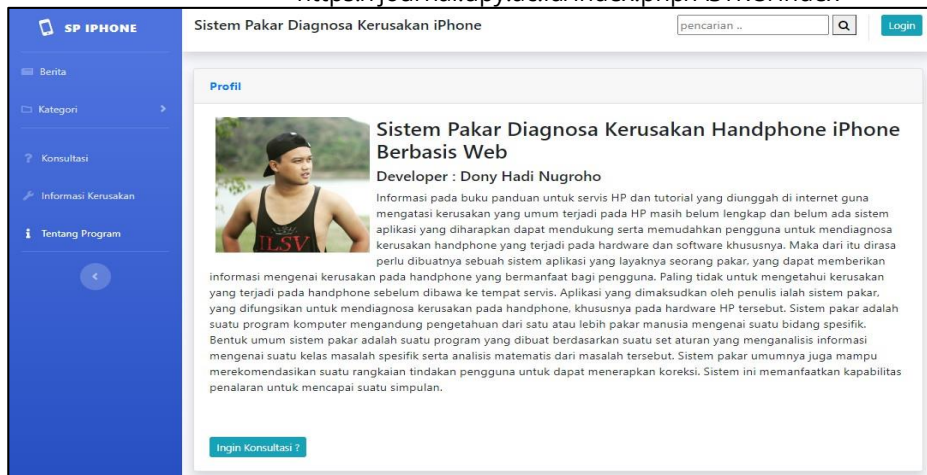 SP IPHONE
Berita
Kategori
Konsultasi
Informasi Kerusakan
Tentang Program
Sistem Pakar Diagnosa Kerusakan iPhone
pencarian ..
Login
Profil
Sistem Pakar Diagnosa Kerusakan Handphone iPhone
Berbasis Web
Developer : Dony Hadi Nugroho
Informasi pada buku panduan untuk servis HP dan tutorial yang diunggah di internet guna
mengatasi kerusakan yang umum terjadi pada HP masih belum lengkap dan belum ada sistem
aplikasi yang diharapkan dapat mendukung serta memudahkan pengguna untuk mendiagnosa
kerusakan handphone yang terjadi pada hardware dan software khususnya. Maka dari itu dirasa
perlu dibuatnya sebuah sistem aplikasi yang layaknya seorang pakar, yang dapat memberikan
informasi mengenai kerusakan pada handphone yang bermanfaat bagi pengguna. Paling tidak untuk mengetahui kerusakan
yang terjadi pada handphone sebelum dibawa ke tempat servis. Aplikasi yang dimaksudkan oleh penulis ialah sistem pakar,
yang difungsikan untuk mendiagnosa kerusakan pada handphone, khususnya pada hardware HP tersebut. Sistem pakar adalah
suatu program komputer mengandung pengetahuan dari satu atau lebih pakar manusia mengenai suatu bidang spesifik.
Bentuk umum sistem pakar adalah suatu program yang dibuat berdasarkan suatu set aturan yang menganalisis informasi
mengenai suatu kelas masalah spesifik serta analisis matematis dari masalah tersebut. Sistem pakar umumnya juga mampu
merekomendasikan suatu rangkaian tindakan pengguna untuk dapat menerapkan koreksi. Sistem ini memanfaatkan kapabilitas
penalaran untuk mencapai suatu simpulan.
ILSV
Ingin Konsultasi ?